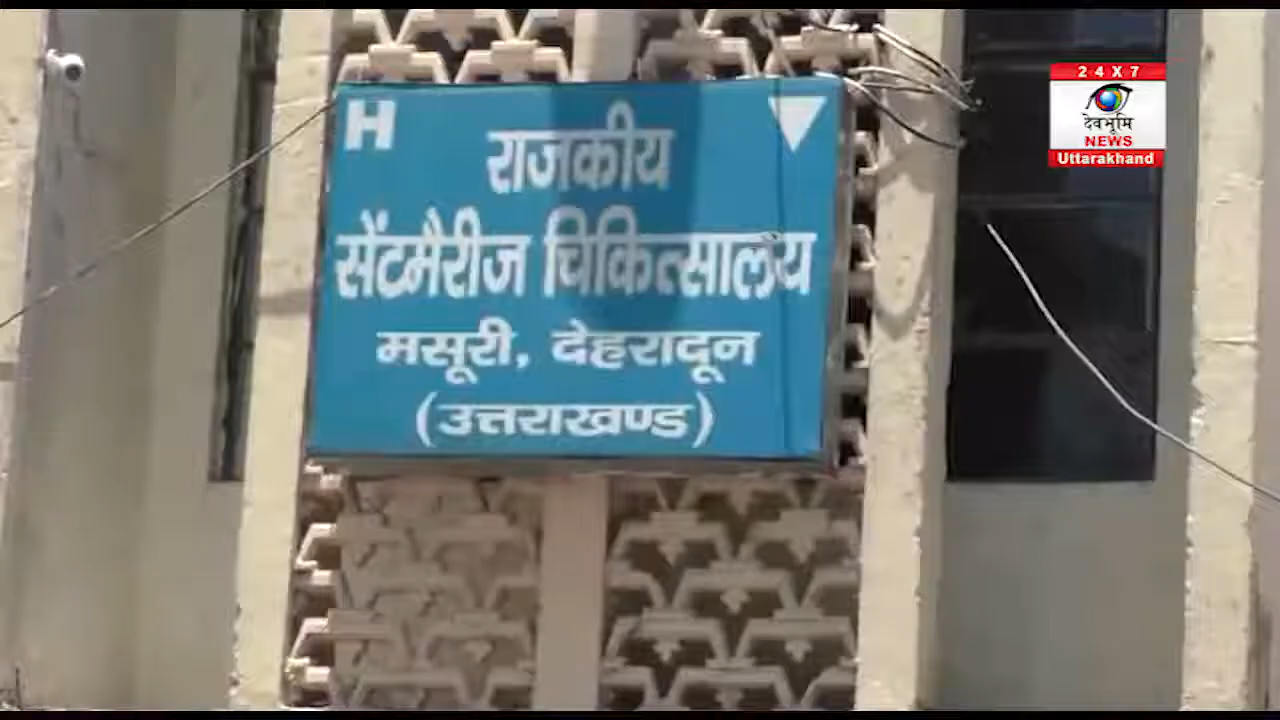 H
राजकीय
सेंटमैरीज चिकित्सालय
मसूरी, देहरादून
(उत्तराखण्ड)
24X7
देवभूमि
NEWS
Uttarakhand